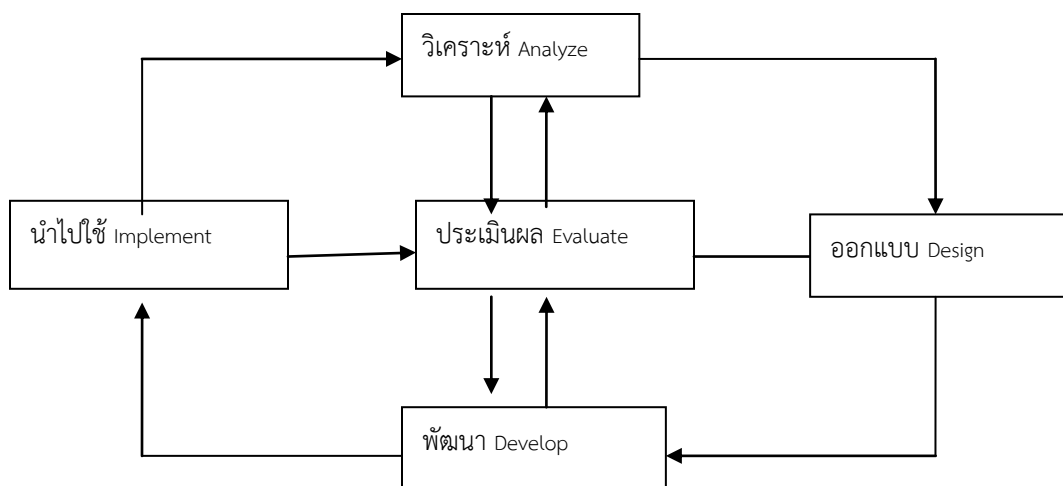 วิเคราะห์ Analyze
นำไปใช้ Implement
ประเมินผล Evaluate
ออกแบบ Design
พัฒนา Develop